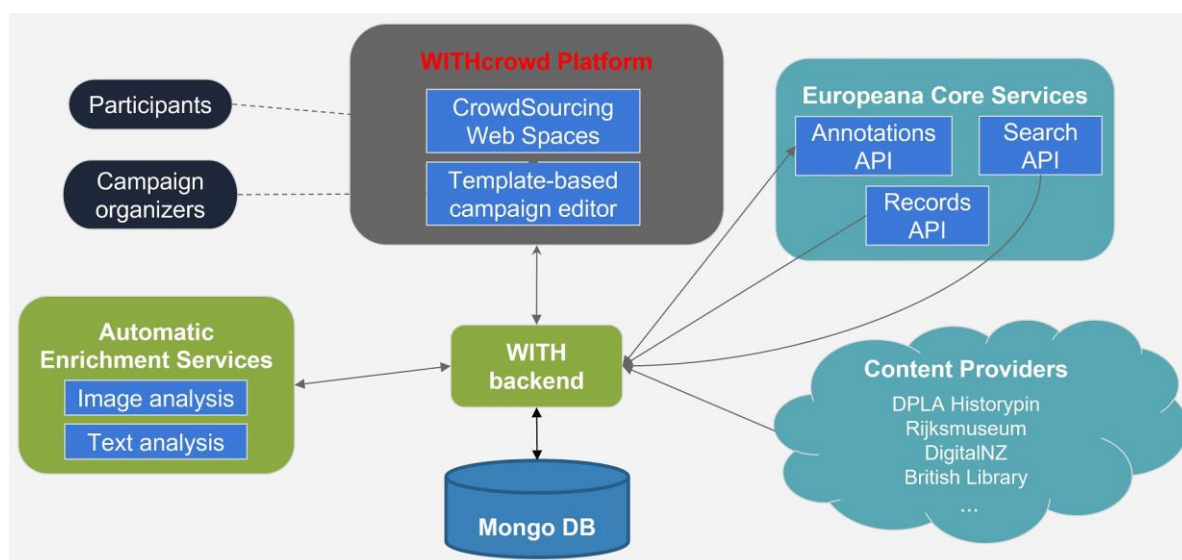 WITHcrowd Platform
CrowdSourcing
Web Spaces
Template-based
campaign editor
Participants
Campaign
organizers
Europeana Core Services
Annotations
API
Search
API
Records
API
Automatic
Enrichment Services
Image analysis
Text analysis
WITH
backend
Mongo DB
Content Providers
DPLA Historypin
Rijksmuseum
DigitalNZ
British Library
...